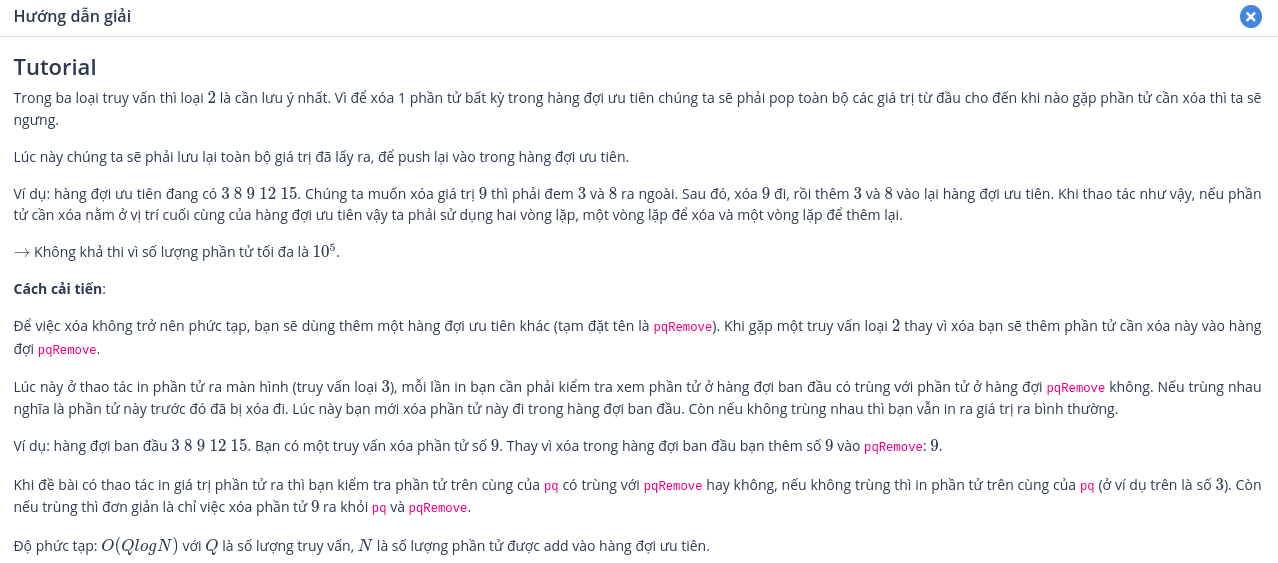 Hướng dẫn giải
Tutorial
Trong ba loại truy vấn thì loại 2 là cần lưu ý nhất. Vì để xóa 1 phần tử bất kỳ trong hàng đợi ưu tiên chúng ta sẽ phải pop toàn bộ các giá trị từ đầu cho đến khi nào gặp phần tử cần xóa thì ta sẽ
ngưng.
Lúc này chúng ta sẽ phải lưu lại toàn bộ giá trị đã lấy ra, để push lại vào trong hàng đợi ưu tiên.
Ví dụ: hàng đợi ưu tiên đang có 3 8 9 12 15. Chúng ta muốn xóa giá trị 9 thì phải đem 3 và 8 ra ngoài. Sau đó, xóa 9 đi, rồi thêm 3 và 8 vào lại hàng đợi ưu tiên. Khi thao tác như vậy, nếu phần
tử cần xóa nằm ở vị trí cuối cùng của hàng đợi ưu tiên vậy ta phải sử dụng hai vòng lặp, một vòng lặp để xóa và một vòng lặp để thêm lại.
→ Không khả thi vì số lượng phần tử tối đa là 10⁵.
Cách cải tiến:
Để việc xóa không trở nên phức tạp, bạn sẽ dùng thêm một hàng đợi ưu tiên khác (tạm đặt tên là pqRemove). Khi gặp một truy vấn loại 2 thay vì xóa bạn sẽ thêm phần tử cần xóa này vào hàng
đợi pqRemove.
Lúc này ở thao tác in phần tử ra màn hình (truy vấn loại 3), mỗi lần in bạn cần phải kiểm tra xem phần tử ở hàng đợi ban đầu có trùng với phần tử ở hàng đợi pqRemove không. Nếu trùng nhau
nghĩa là phần tử này trước đó đã bị xóa đi. Lúc này bạn mới xóa phần tử này đi trong hàng đợi ban đầu. Còn nếu không trùng nhau thì bạn vẫn in ra giá trị ra bình thường.
Ví dụ: hàng đợi ban đầu 3 8 9 12 15. Bạn có một truy vấn xóa phần tử số 9. Thay vì xóa trong hàng đợi ban đầu bạn thêm số 9 vào pqRemove: 9.
Khi đề bài có thao tác in giá trị phần tử ra thì bạn kiểm tra phần tử trên cùng của pq có trùng với pqRemove hay không, nếu không trùng thì in phần tử trên cùng của pq (ở ví dụ trên là số 3). Còn
nếu trùng thì đơn giản là chỉ việc xóa phần tử 9 ra khỏi pq và pqRemove.
Độ phức tạp: O(QlogN) với Q là số lượng truy vấn, N là số lượng phần tử được add vào hàng đợi ưu tiên.